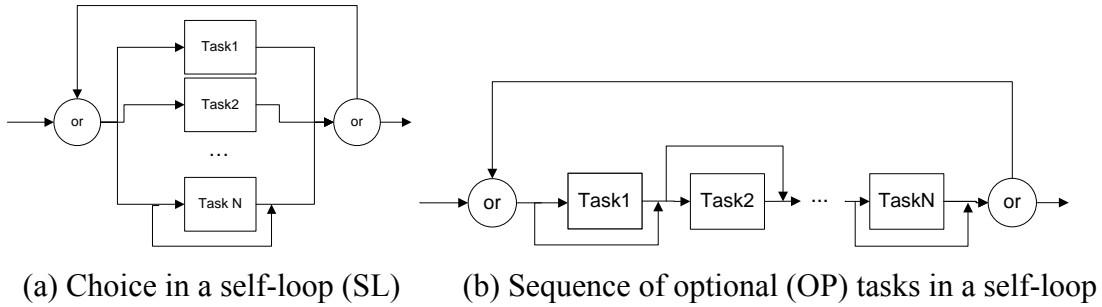 Task1
Task2
or
or
...
Task N
or
Task1
Task2
...
TaskN
or
(a) Choice in a self-loop (SL)
(b) Sequence of optional (OP) tasks in a self-loop